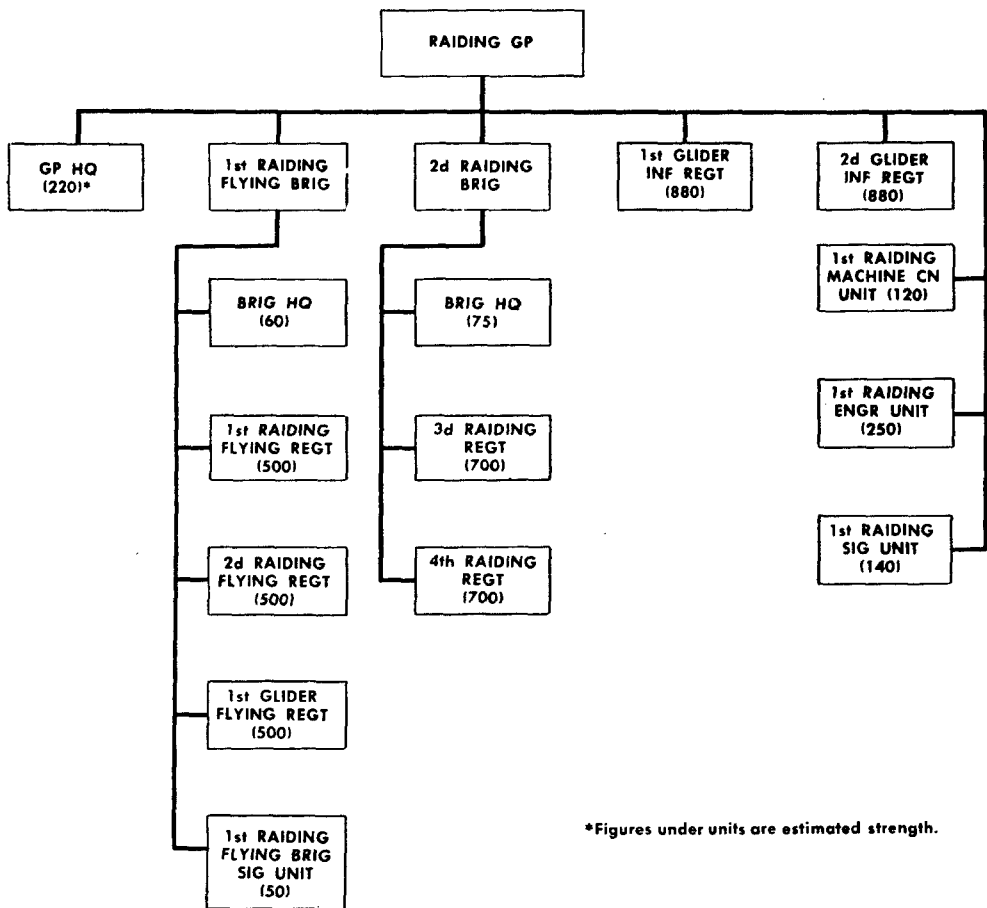 RAIDING GP
GP HQ
(220)*
1st RAIDING
FLYING BRIG
2d RAIDING
BRIG
1st GLIDER
INF REGT
(880)
2d GLIDER
INF REGT
(880)
BRIG HQ
(60)
1st RAIDING
FLYING REGT
(500)
2d RAIDING
FLYING REGT
(500)
1st GLIDER
FLYING REGT
(500)
1st RAIDING
FLYING BRIG
SIG UNIT
(50)
BRIG HQ
(75)
3d RAIDING
REGT
(700)
4th RAIDING
REGT
(700)
1st RAIDING
MACHINE CN
UNIT (120)
1st RAIDING
ENGR UNIT
(250)
1st RAIDING
SIG UNIT
(140)
*Figures under units are estimated strength.